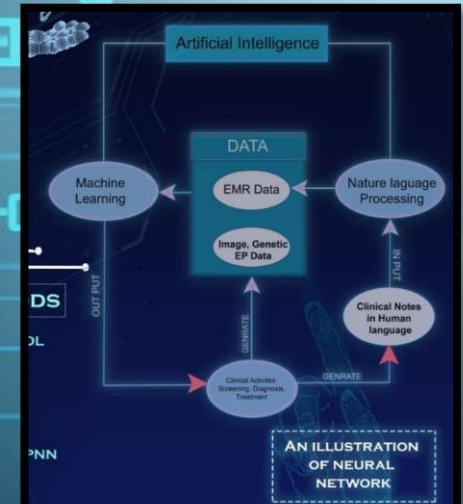 Artificial Intelligence
DATA
Machine
Learning
EMR Data
Nature laguage
Processing
Image, Genetic
EP Data
OUT PUT
IN PUT
DS
GENRATE
Clinical Notes
in Human
language
OL
Clinical Activites:
Screening, Diagnosis,
Treatment
GENRATE
PNN
AN ILLUSTRATION
OF NEURAL
NETWORK